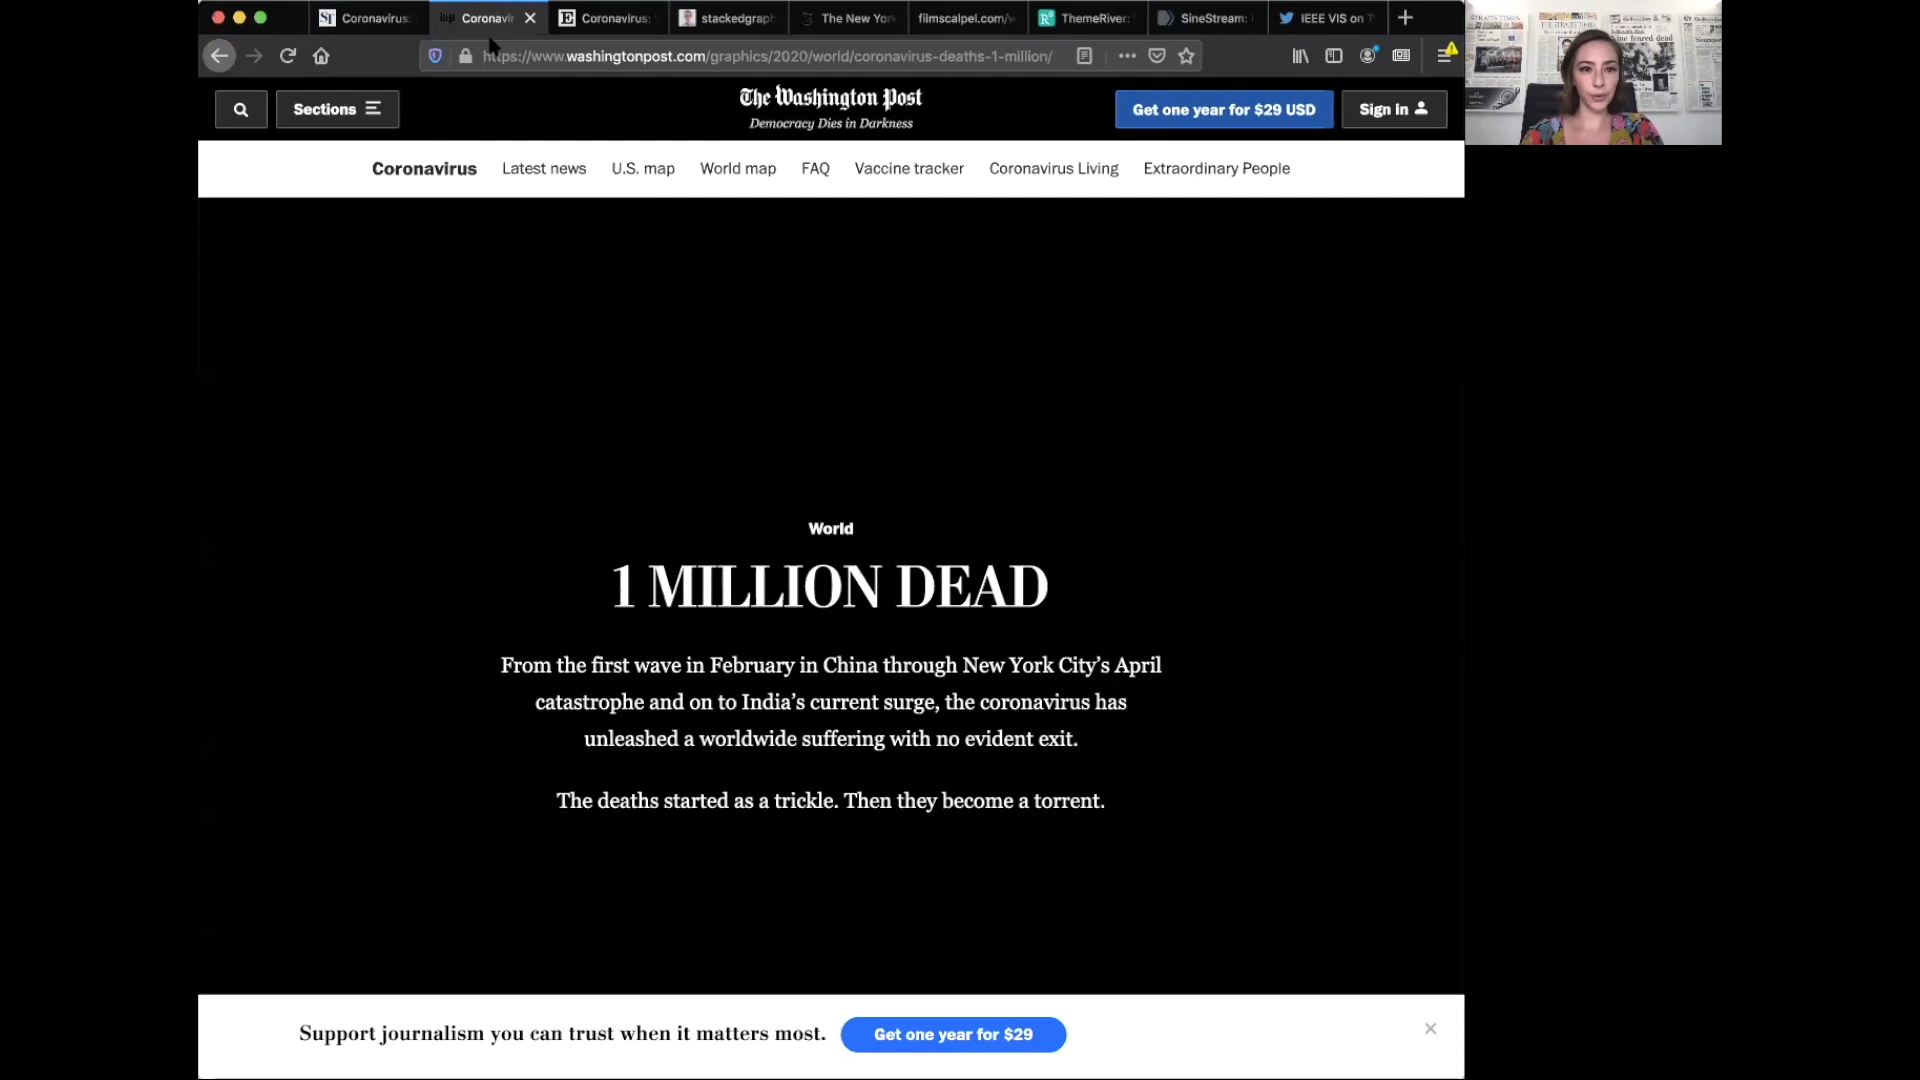 Coronavirus:
Coronavir
Coronavirus:
stackedgraph
The New Yor
filmscalpel.com/
ThemeRiver:
SineStream:
IEEE VIS on T
https://www.washingtonpost.com/graphics/2020/world/coronavirus-deaths-1-million/
Sections
The Washington Post
Democracy Dies in Darkness
Get one year for $29 USD
Sign in
Coronavirus
Latest news
U.S. map
World map
FAQ
Vaccine tracker
Coronavirus Living
Extraordinary People
World
1 MILLION DEAD
From the first wave in February in China through New York City’s April
catastrophe and on to India’s current surge, the coronavirus has
unleashed a worldwide suffering with no evident exit.
The deaths started as a trickle. Then they become a torrent.
Support journalism you can trust when it matters most.
Get one year for $29